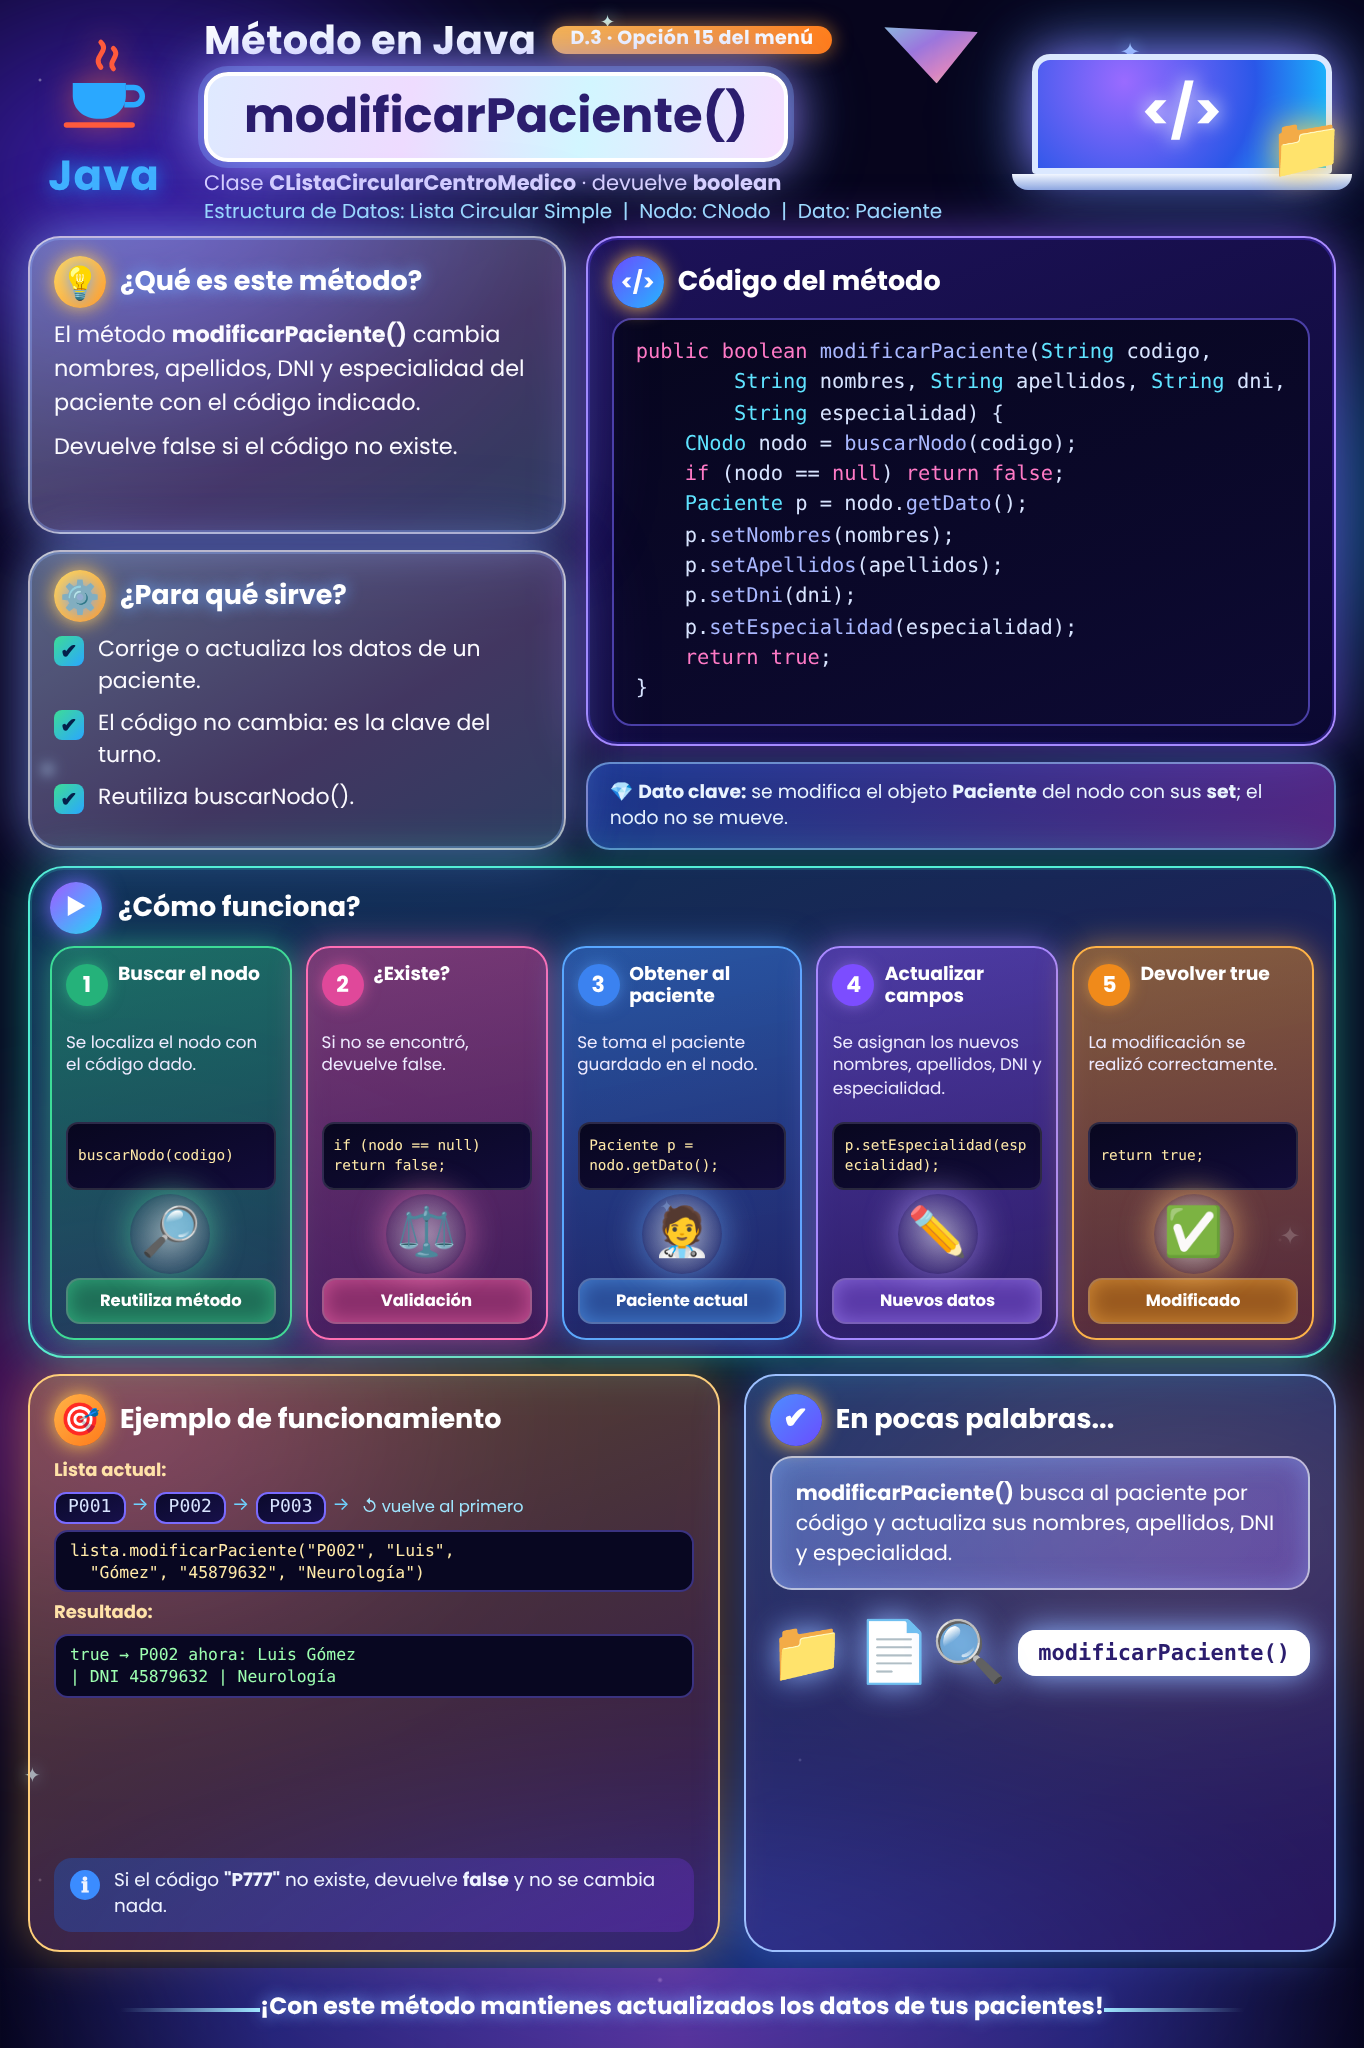 Método en Java
D.3 · Opción 15 del menú
modificarPaciente()
Java
</>
Clase CListaCircularCentroMedico · devuelve boolean
Estructura de Datos: Lista Circular Simple | Nodo: CNodo | Dato: Paciente
¿Qué es este método?
El método modificarPaciente() cambia
nombres, apellidos, DNI y especialidad del
paciente con el código indicado.
Devuelve false si el código no existe.
¿Para qué sirve?
Corrige o actualiza los datos de un
paciente.
El código no cambia: es la clave del
turno.
Reutiliza buscarNodo().
</> Código del método
public boolean modificarPaciente(String codigo,
        String nombres, String apellidos, String dni,
        String especialidad) {
    CNodo nodo = buscarNodo(codigo);
    if (nodo == null) return false;
    Paciente p = nodo.getDato();
    p.setNombres(nombres);
    p.setApellidos(apellidos);
    p.setDni(dni);
    p.setEspecialidad(especialidad);
    return true;
}
💎 Dato clave: se modifica el objeto Paciente del nodo con sus set; el
nodo no se mueve.
¿Cómo funciona?
1 Buscar el nodo
Se localiza el nodo con
el código dado.
buscarNodo(codigo)
Reutiliza método
2 ¿Existe?
Si no se encontró,
devuelve false.
if (nodo == null)
return false;
Validación
3 Obtener al
paciente
Se toma el paciente
guardado en el nodo.
Paciente p =
nodo.getDato();
Paciente actual
4 Actualizar
campos
Se asignan los nuevos
nombres, apellidos, DNI y
especialidad.
p.setEspecialidad(esp
ecialidad);
Nuevos datos
5 Devolver true
La modificación se
realizó correctamente.
return true;
Modificado
Ejemplo de funcionamiento
Lista actual:
P001 → P002 → P003 → ↺ vuelve al primero
lista.modificarPaciente("P002", "Luis",
  "Gómez", "45879632", "Neurología")
Resultado:
true → P002 ahora: Luis Gómez
| DNI 45879632 | Neurología
Si el código "P777" no existe, devuelve false y no se cambia
nada.
En pocas palabras...
modificarPaciente() busca al paciente por
código y actualiza sus nombres, apellidos, DNI
y especialidad.
modificarPaciente()
¡Con este método mantienes actualizados los datos de tus pacientes!